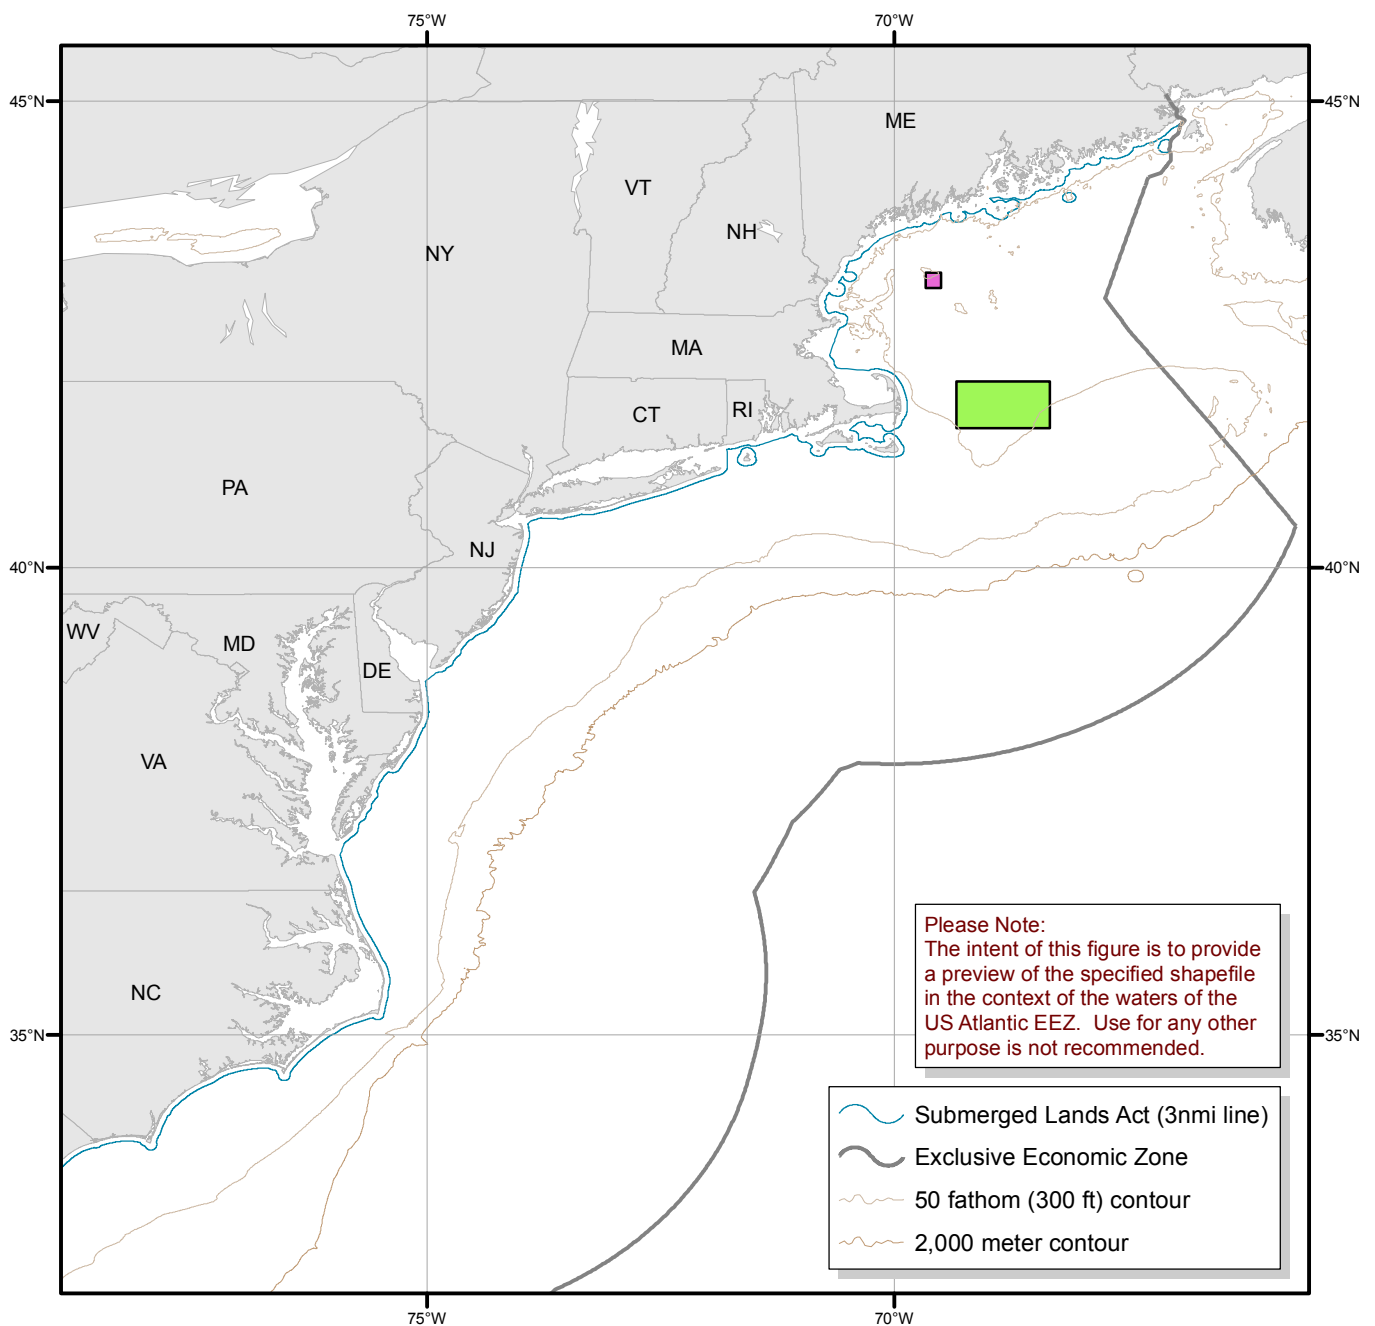 75°W
70°W
45°N
45°N
ME
VT
NH
NY
MA
CT
RI
PA
NJ
40°N
40°N
WV
MD
DE
VA
NC
35°N
35°N
Please Note:
The intent of this figure is to provide
a preview of the specified shapefile
in the context of the waters of the
US Atlantic EEZ.  Use for any other
purpose is not recommended.
Submerged Lands Act (3nmi line)
Exclusive Economic Zone
50 fathom (300 ft) contour
2,000 meter contour
75°W
70°W